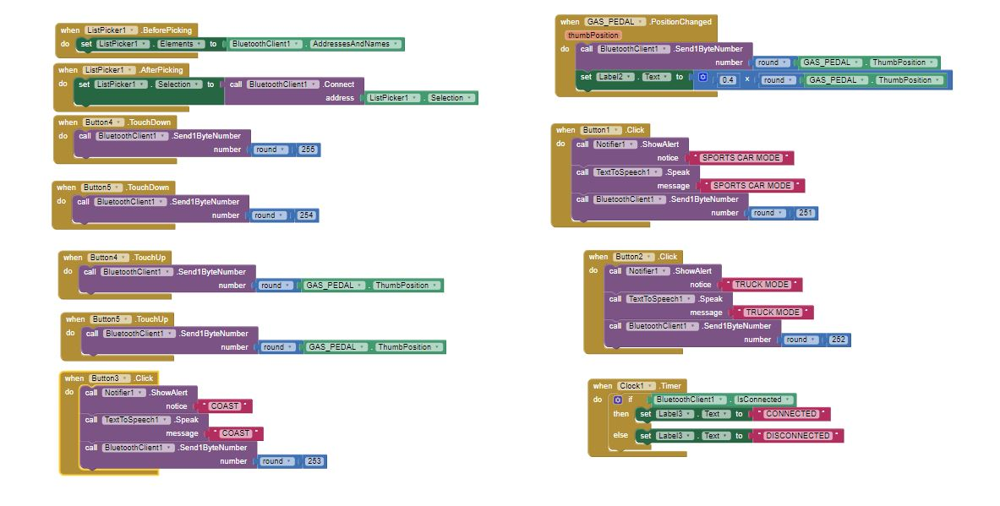 when ListPicker1 .BeforePicking
do set ListPicker1 . Elements to BluetoothClient1 . AddressesAndNames
when ListPicker1 .AfterPicking
do set ListPicker1 . Selection to call BluetoothClient1 .Connect
address ListPicker1 . Selection
when Button4 .TouchDown
do call BluetoothClient1 .Send1ByteNumber
number round 255
when Button5 .TouchDown
do call BluetoothClient1 .Send1ByteNumber
number round 254
when Button4 .TouchUp
do call BluetoothClient1 .Send1ByteNumber
number round GAS_PEDAL . ThumbPosition
when Button5 .TouchUp
do call BluetoothClient1 .Send1ByteNumber
number round GAS_PEDAL . ThumbPosition
when Button3 .Click
do call Notifier1 .ShowAlert
notice " COAST "
call TextToSpeech1 .Speak
message " COAST "
call BluetoothClient1 .Send1ByteNumber
number round 253
when GAS_PEDAL .PositionChanged
thumbPosition
do call BluetoothClient1 .Send1ByteNumber
number round GAS_PEDAL . ThumbPosition
set Label2 . Text to 0.4 x round GAS_PEDAL . ThumbPosition
when Button1 .Click
do call Notifier1 .ShowAlert
notice " SPORTS CAR MODE "
call TextToSpeech1 .Speak
message " SPORTS CAR MODE "
call BluetoothClient1 .Send1ByteNumber
number round 251
when Button2 .Click
do call Notifier1 .ShowAlert
notice " TRUCK MODE "
call TextToSpeech1 .Speak
message " TRUCK MODE "
call BluetoothClient1 .Send1ByteNumber
number round 252
when Clock1 .Timer
do if BluetoothClient1 . IsConnected
then set Label3 . Text to " CONNECTED "
else set Label3 . Text to " DISCONNECTED "